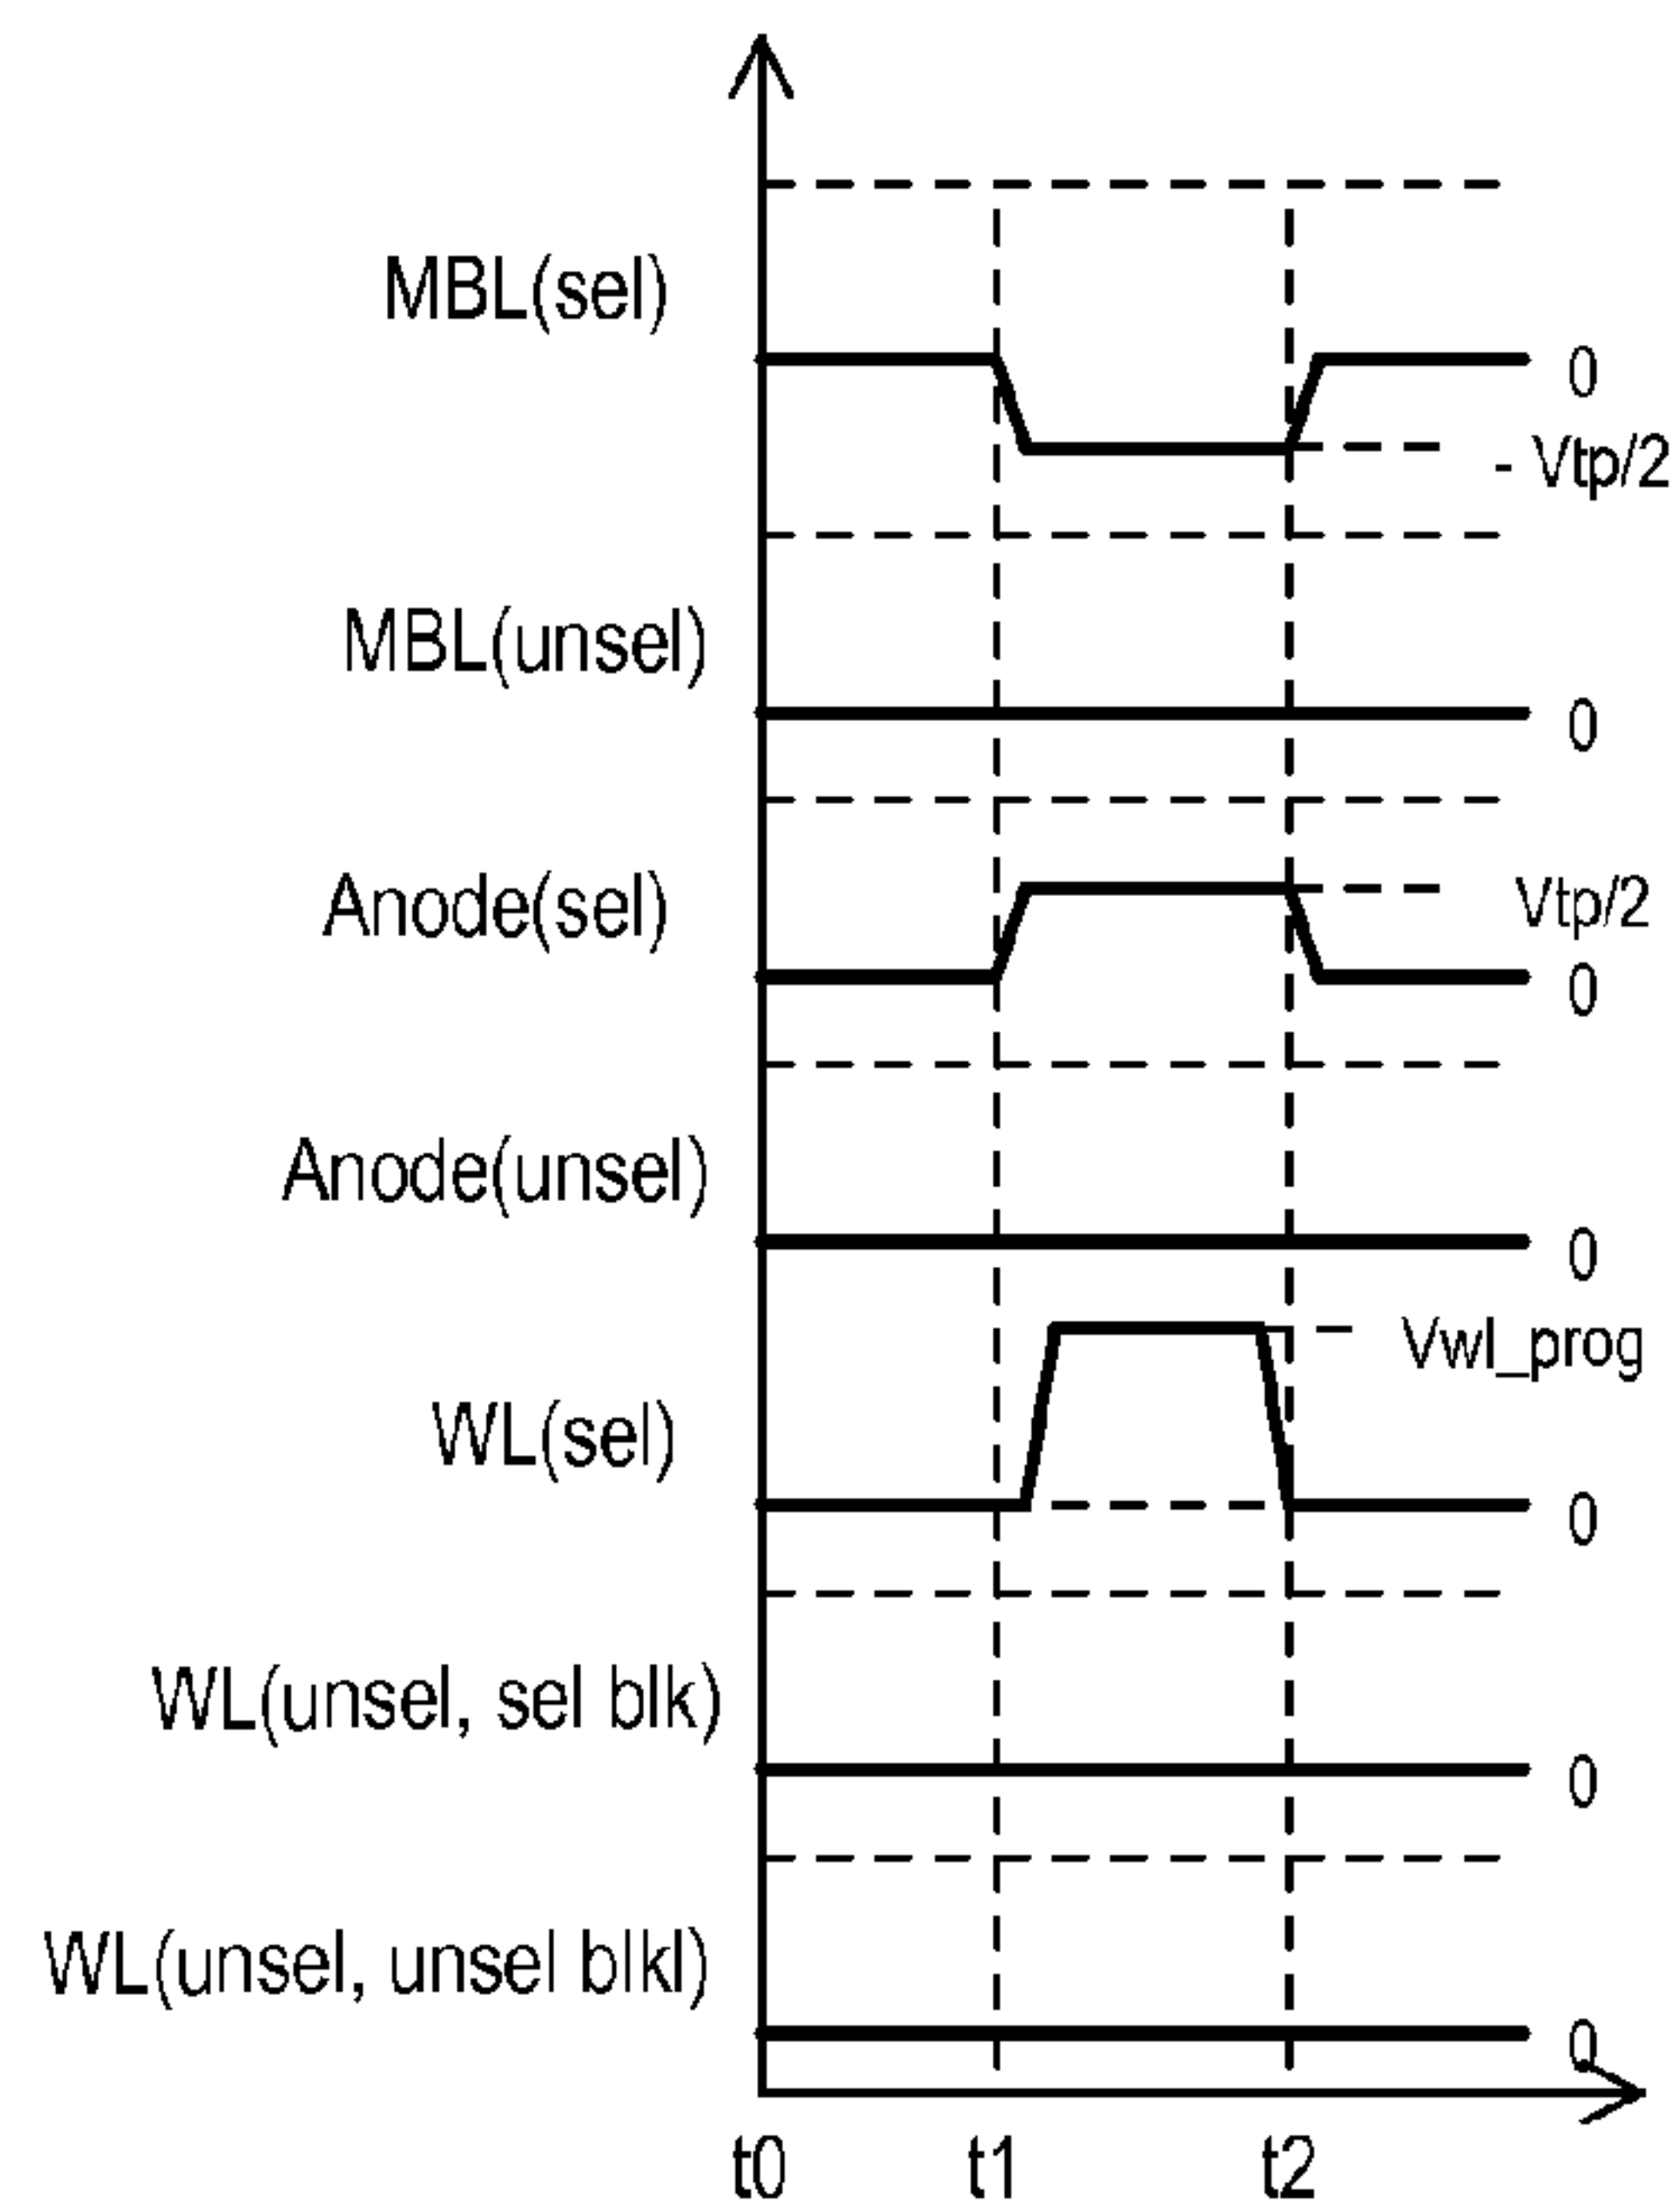 MBL(sel)
0
- Vtp/2
MBL(unsel)
0
Anode(sel)
Vtp/2
0
Anode(unsel)
0
Vwl_prog
WL(sel)
0
WL(unsel, sel blk)
0
WL(unsel, unsel blkl)
0
t0 t1 t2